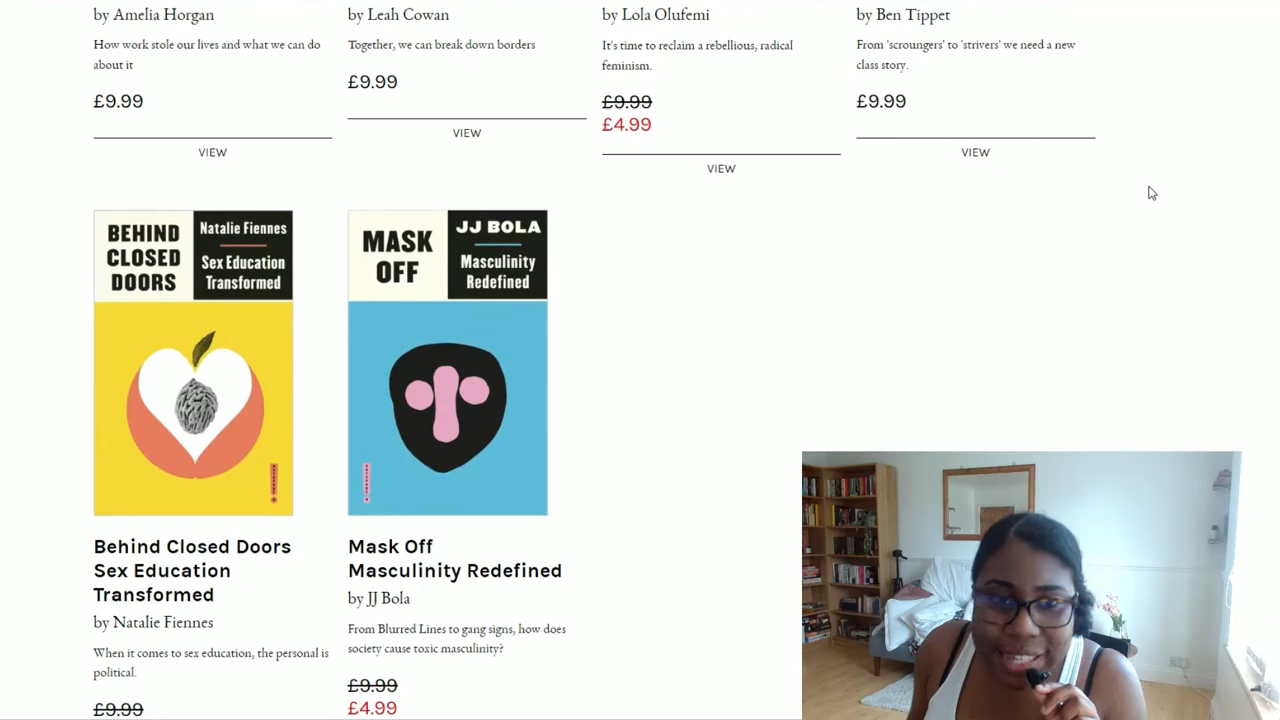 by Amelia Horgan
How work stole our lives and what we can do
about it
£9.99
VIEW
by Leah Cowan
Together, we can break down borders
£9.99
VIEW
by Lola Olufemi
It's time to reclaim a rebellious, radical
feminism.
£9.99
£4.99
VIEW
by Ben Tippet
From 'scroungers' to 'strivers' we need a new
class story.
£9.99
VIEW
BEHIND
CLOSED
DOORS
Natalie Fiennes
Sex Education
Transformed
Behind Closed Doors
Sex Education
Transformed
by Natalie Fiennes
When it comes to sex education, the personal is
political.
£9.99
MASK
OFF
JJ BOLA
Masculinity
Redefined
Mask Off
Masculinity Redefined
by JJ Bola
From Blurred Lines to gang signs, how does
society cause toxic masculinity?
£9.99
£4.99